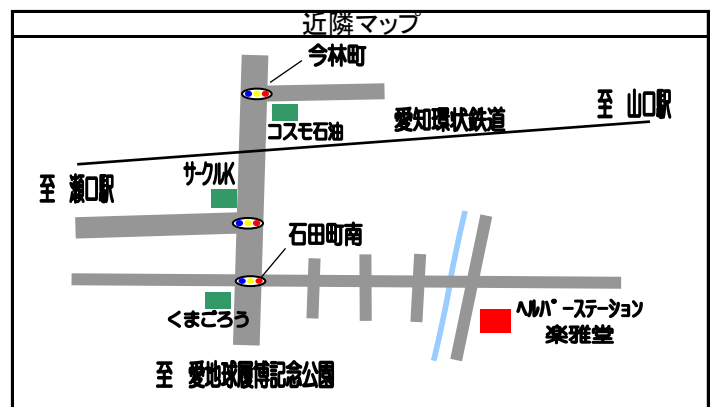 近隣マップ
今林町
至 山口駅
愛知環状鉄道
コスモ石油
サークルK
至 瀬口駅
石田町南
ヘルパーステーション
楽雅堂
くまごろう
至 愛地球履博記念公園